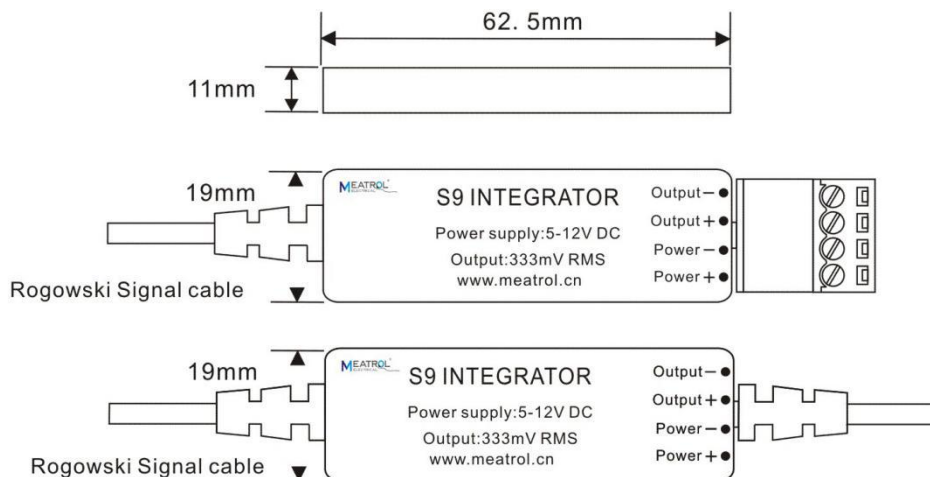 62. 5mm
11mm
19mm
MEATROL
ELECTRICAL
S9 INTEGRATOR
Power supply:5-12V DC
Output:333mV RMS
www.meatrol.cn
Output−
Output+
Power−
Power+
Rogowski Signal cable
19mm
MEATROL
ELECTRICAL
S9 INTEGRATOR
Power supply:5-12V DC
Output:333mV RMS
www.meatrol.cn
Output−
Output+
Power−
Power+
Rogowski Signal cable